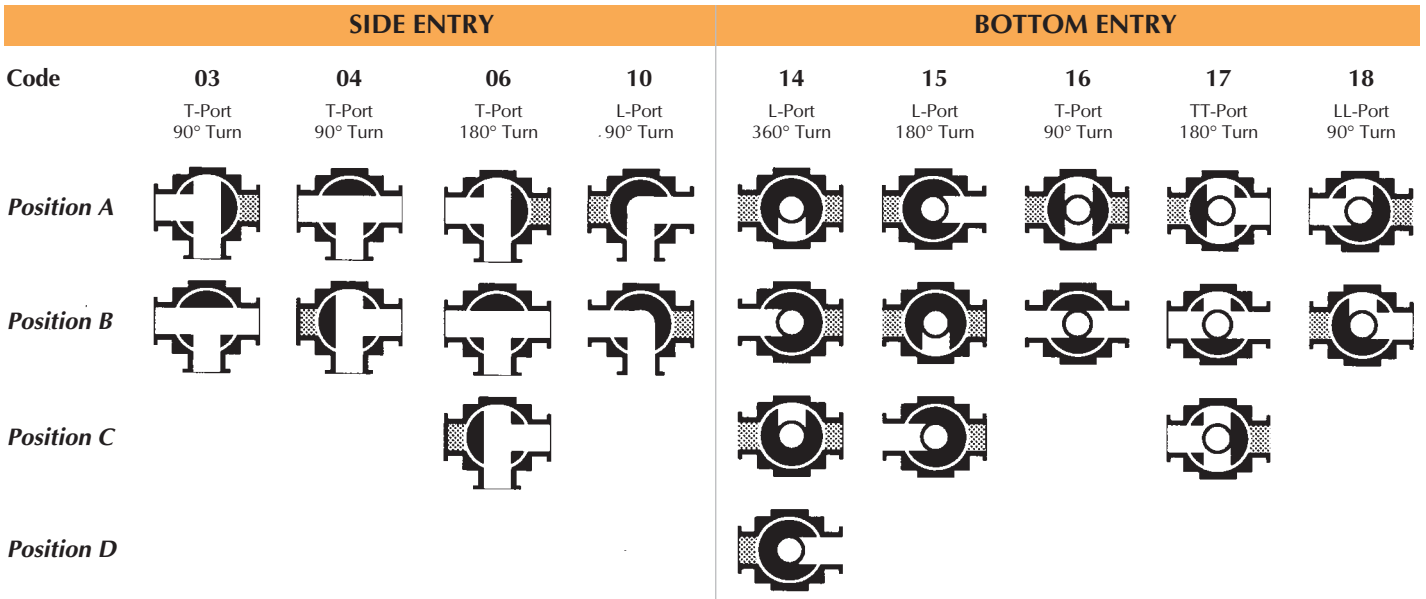 SIDE ENTRY BOTTOM ENTRY
Code 03 04 06 10 14 15 16 17 18
T-Port T-Port T-Port L-Port L-Port L-Port T-Port TT-Port LL-Port
90° Turn 90° Turn 180° Turn 90° Turn 360° Turn 180° Turn 90° Turn 180° Turn 90° Turn
Position A
Position B
Position C
Position D